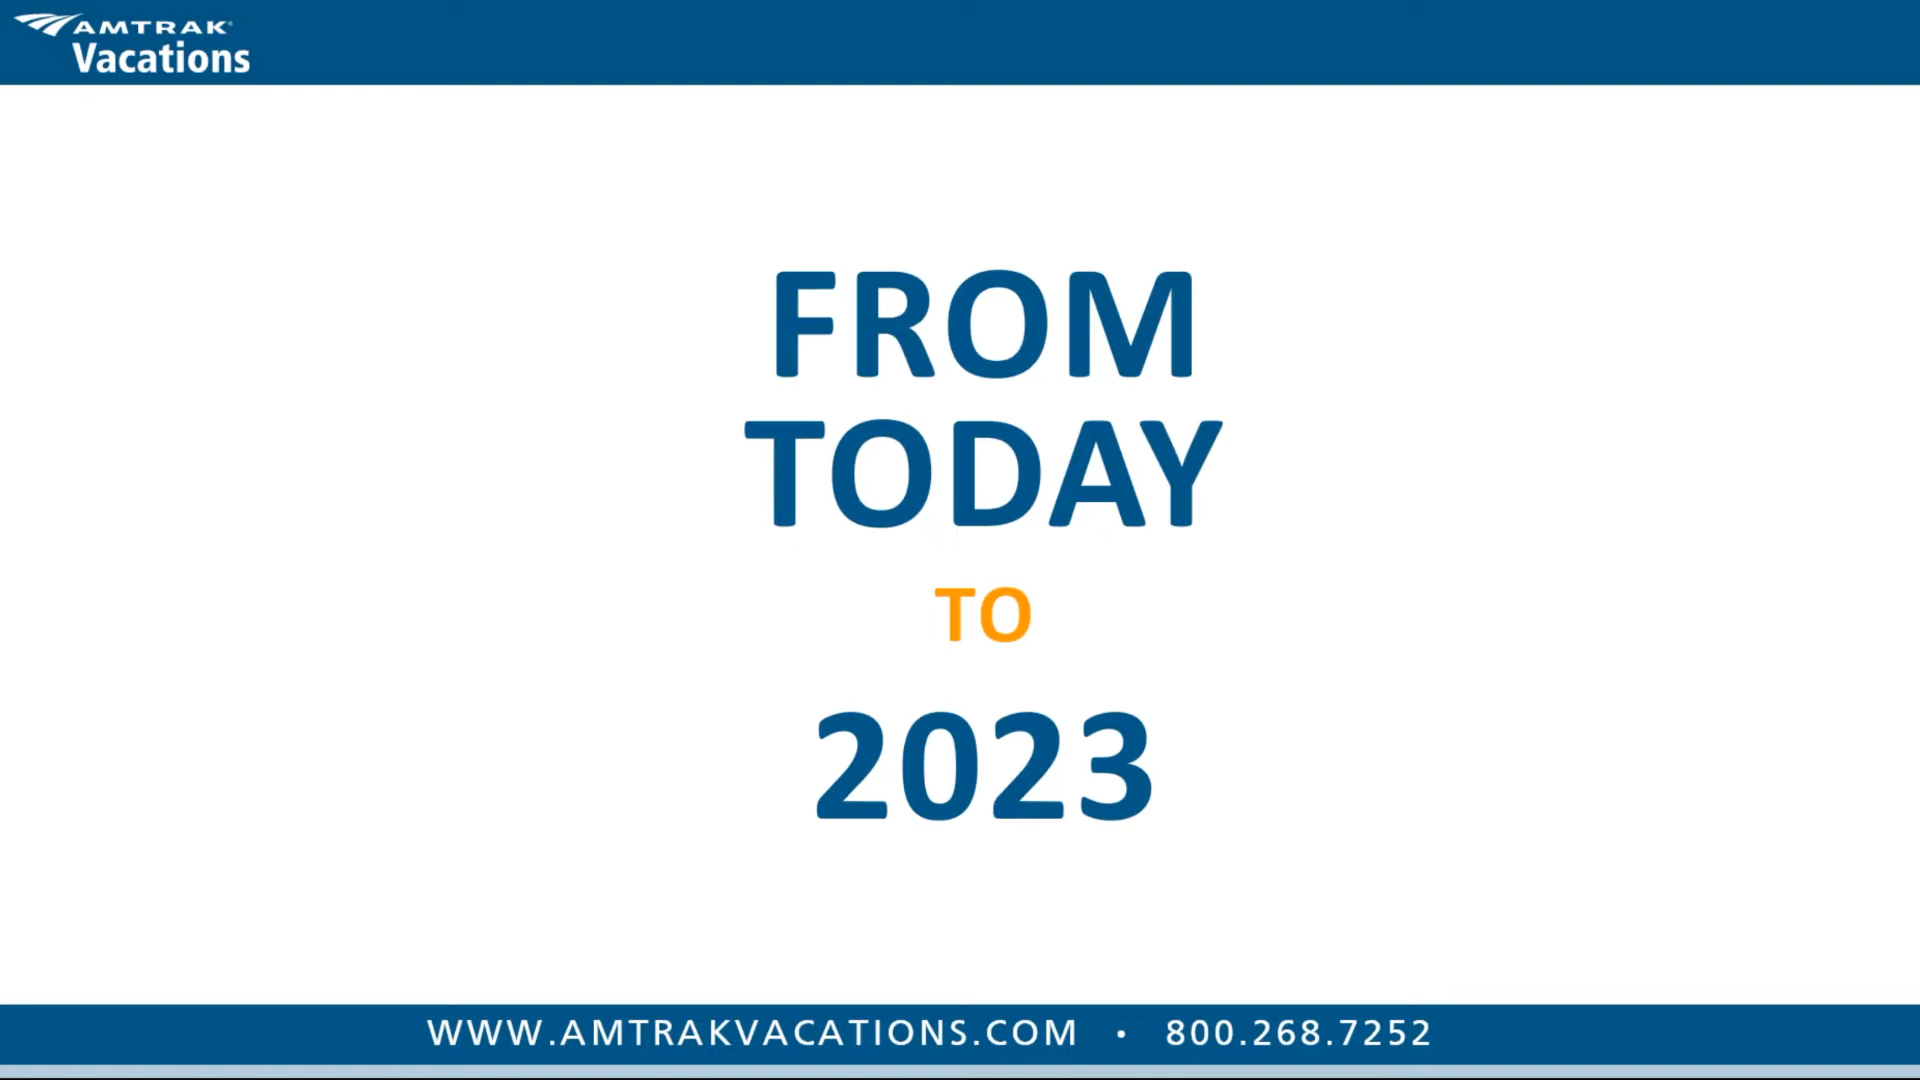 AMTRAK®
Vacations
FROM
TODAY
TO
2023
WWW.AMTRAKVACATIONS.COM • 800.268.7252